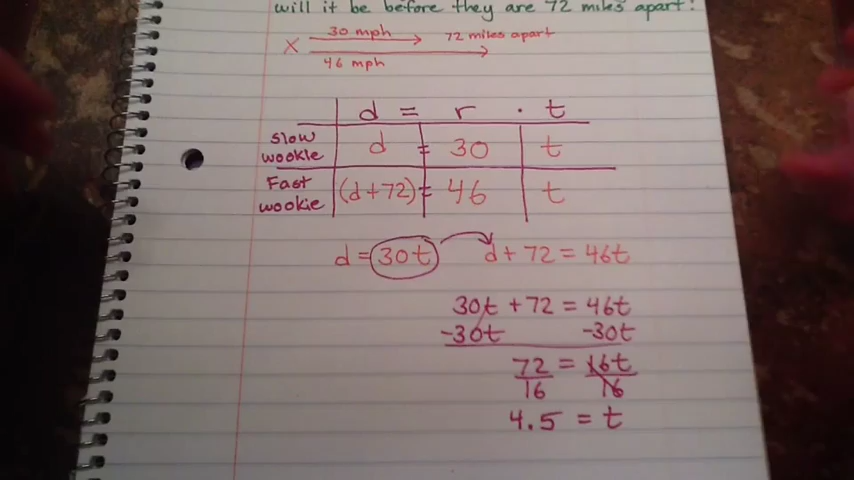 will it be before they are 72 miles apart?
30 mph 72 miles apart
X
46 mph
d = r · t
slow wookie d = 30 t
Fast wookie (d+72) = 46 t
d = 30t d + 72 = 46t
30t + 72 = 46t
-30t -30t
72 = 16t
16 16
4.5 = t